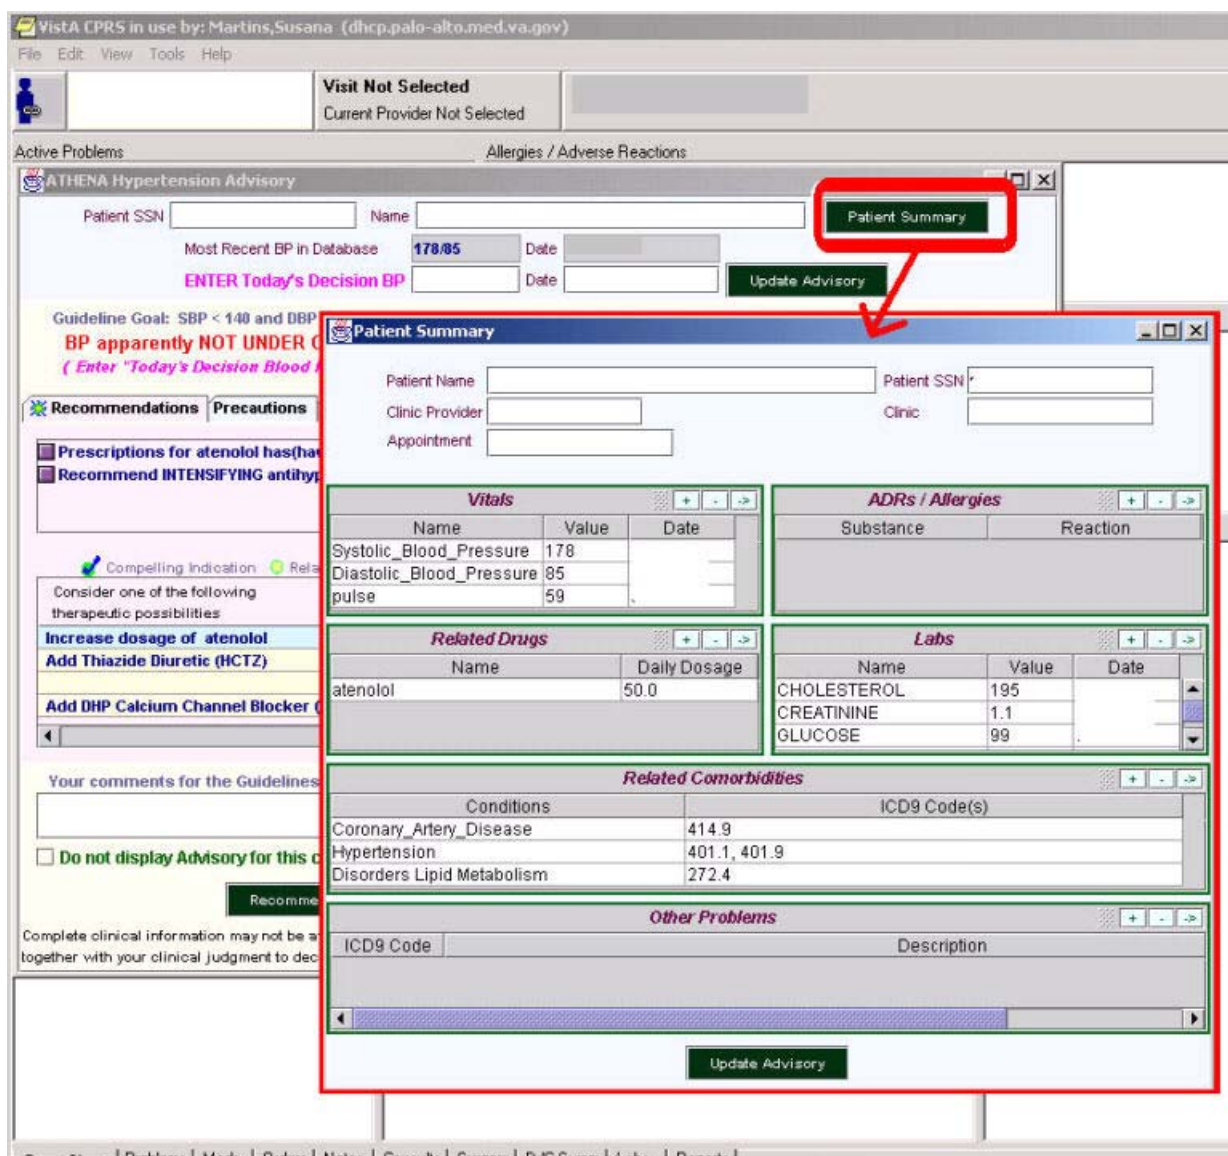 VistA CPRS in use by: Martins,Susana (dhcp.palo-alto.med.va.gov)
File Edit View Tools Help
Visit Not Selected
Current Provider Not Selected
Active Problems
Allergies / Adverse Reactions
ATHENA Hypertension Advisory
Patient SSN Name Patient Summary
Most Recent BP in Database 178/85 Date
ENTER Today's Decision BP Date Update Advisory
Guideline Goal: SBP < 140 and DBP
BP apparently NOT UNDER
( Enter "Today's Decision Blood
Recommendations Precautions
Prescriptions for atenolol
Recommend INTENSIFYING
Compelling Indication
Consider one of the following
therapeutic possibilities
Increase dosage of atenolol
Add Thiazide Diuretic (HCTZ)
Add DHP Calcium Channel Blocker (
Your comments for the Guidelines
Do not display Advisory for this
Complete clinical information may not be
together with your clinical judgment to
Patient Summary
Patient Name Patient SSN
Clinic Provider Clinic
Appointment
Vitals + - ->
Name Value Date
Systolic_Blood_Pressure 178
Diastolic_Blood_Pressure 85
pulse 59
ADRs / Allergies + - ->
Substance Reaction
Related Drugs + - ->
Name Daily Dosage
atenolol 50.0
Labs + - ->
Name Value Date
CHOLESTEROL 195
CREATININE 1.1
GLUCOSE 99
Related Comorbidities + - ->
Conditions ICD9 Code(s)
Coronary_Artery_Disease 414.9
Hypertension 401.1, 401.9
Disorders Lipid Metabolism 272.4
Other Problems + - ->
ICD9 Code Description
Update Advisory